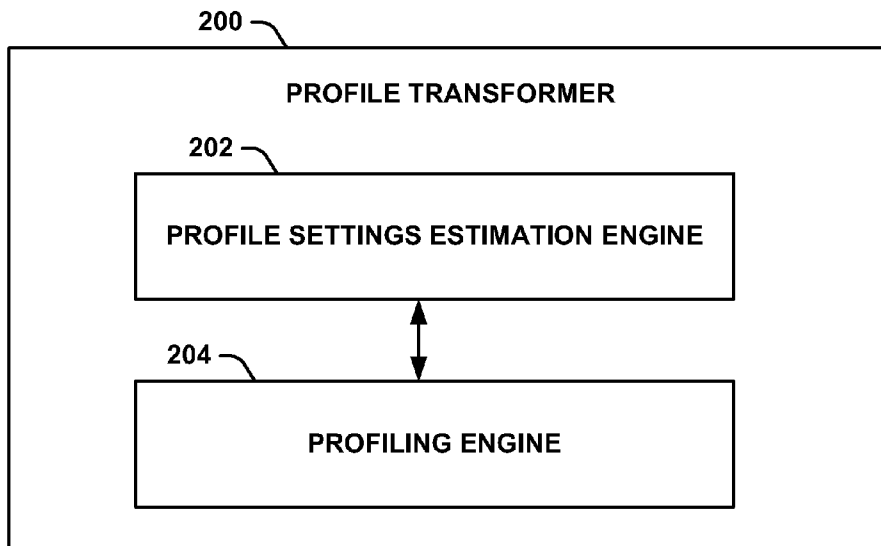 200
PROFILE TRANSFORMER
202
PROFILE SETTINGS ESTIMATION ENGINE
204
PROFILING ENGINE